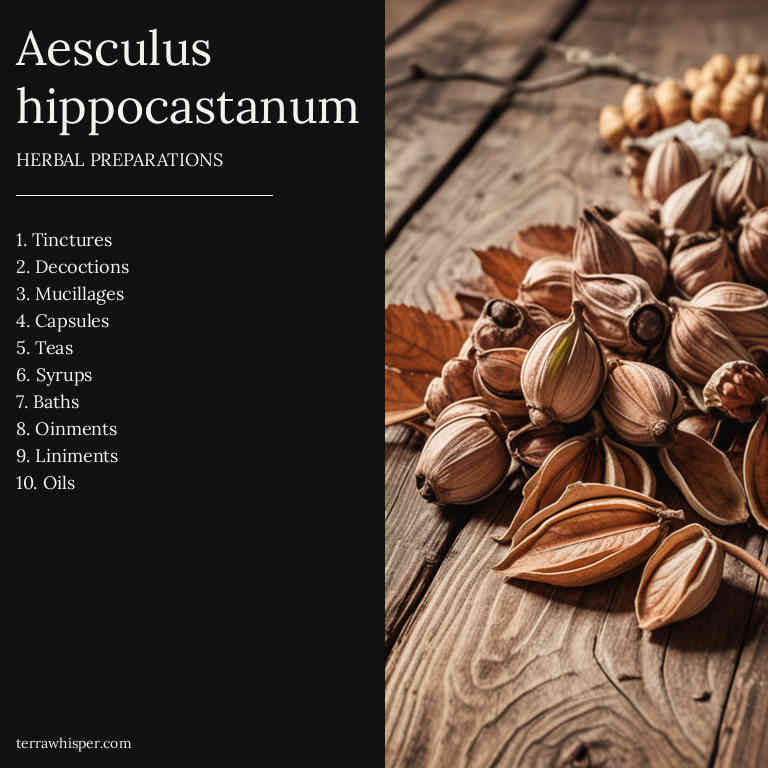 Aesculus
hippocastanum
HERBAL PREPARATIONS
1. Tinctures
2. Decoctions
3. Mucillages
4. Capsules
5. Teas
6. Syrups
7. Baths
8. Oinments
9. Liniments
10. Oils
terrawhisper.com